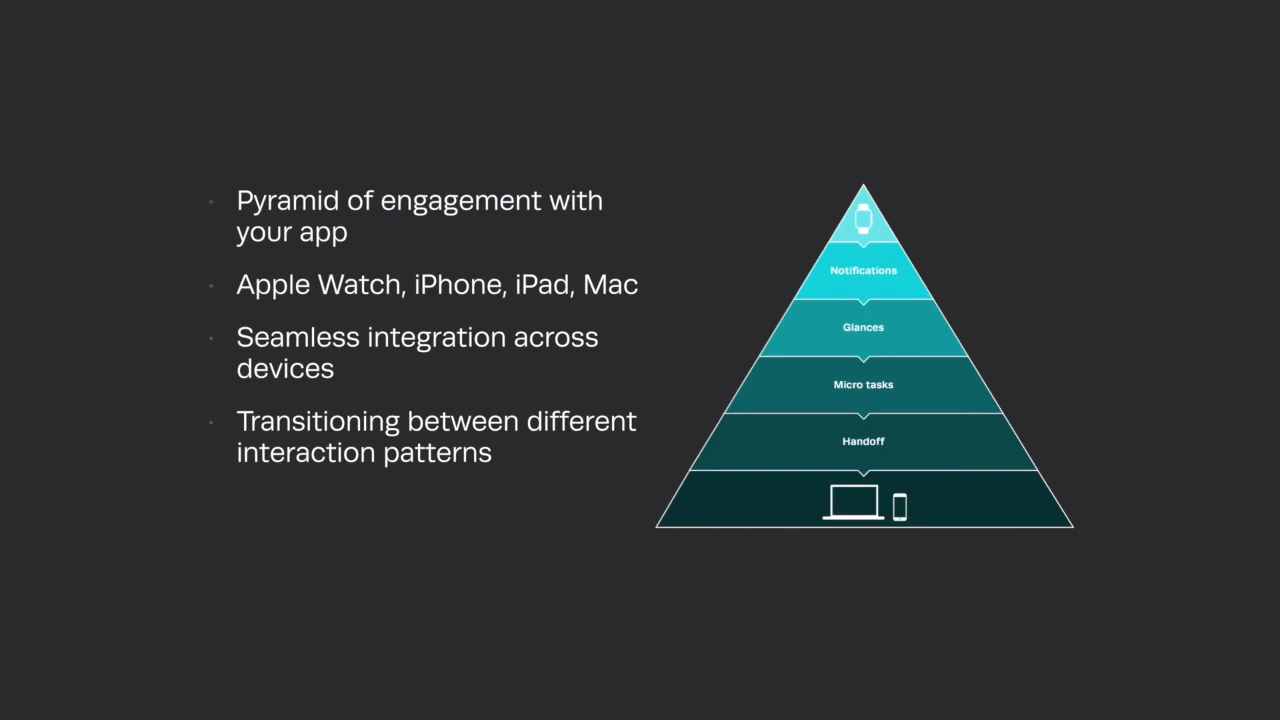 Pyramid of engagement with
your app
Apple Watch, iPhone, iPad, Mac
Seamless integration across
devices
Transitioning between different
interaction patterns
Notifications
Glances
Micro tasks
Handoff